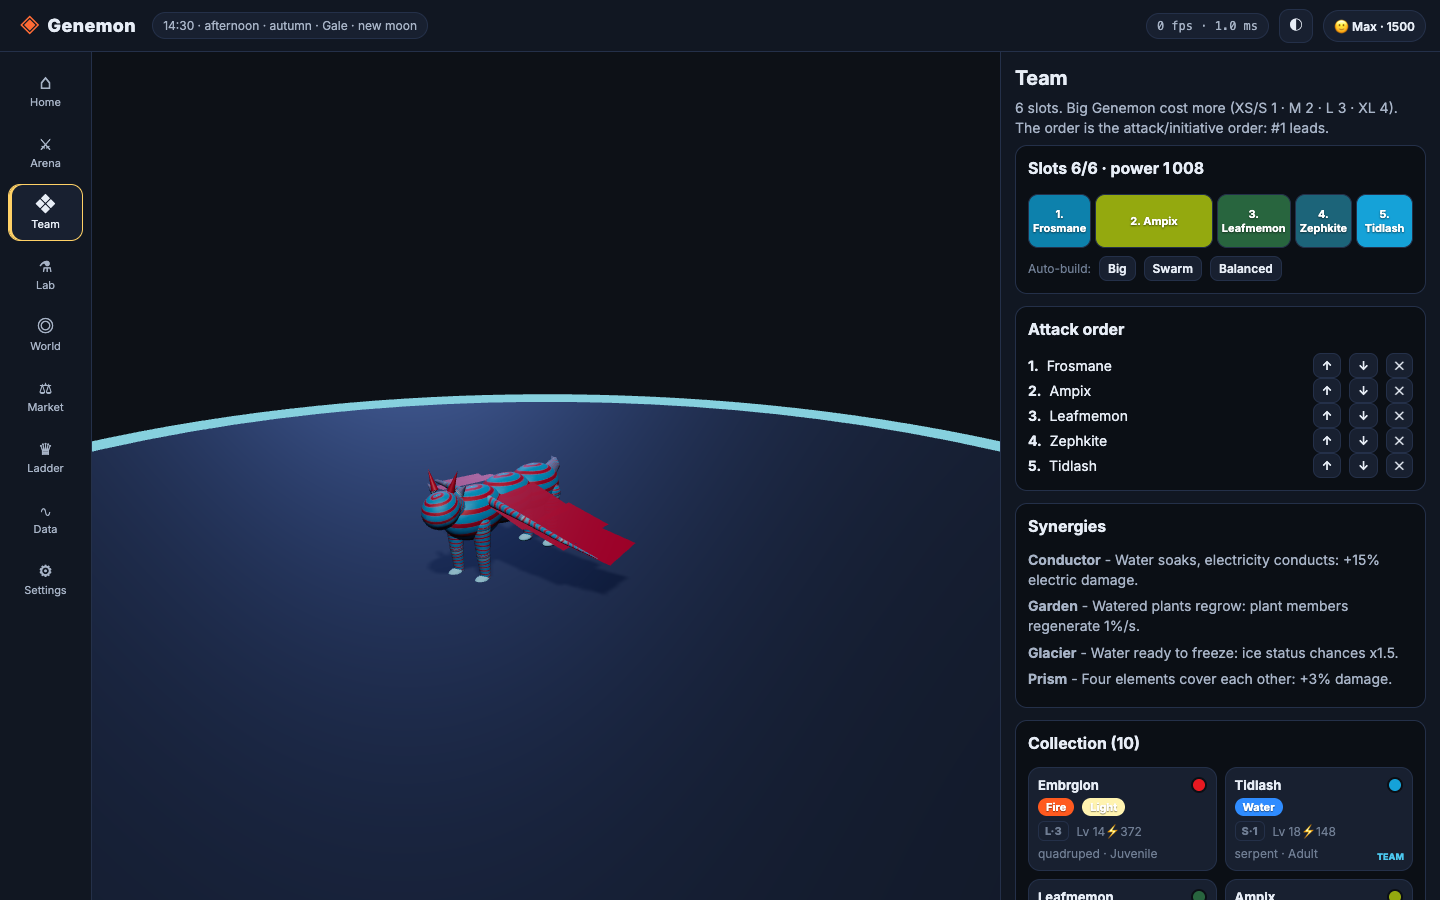 Genemon
14:30 · afternoon · autumn · Gale · new moon
0 fps · 1.0 ms
Max · 1500
Home
Arena
Team
Lab
World
Market
Ladder
Data
Settings
Team
6 slots. Big Genemon cost more (XS/S 1 · M 2 · L 3 · XL 4).
The order is the attack/initiative order: #1 leads.
Slots 6/6 · power 1 008
1. Frosmane
2. Ampix
3. Leafmemon
4. Zephkite
5. Tidlash
Auto-build: Big Swarm Balanced
Attack order
1. Frosmane
2. Ampix
3. Leafmemon
4. Zephkite
5. Tidlash
Synergies
Conductor - Water soaks, electricity conducts: +15%
electric damage.
Garden - Watered plants regrow: plant members
regenerate 1%/s.
Glacier - Water ready to freeze: ice status chances x1.5.
Prism - Four elements cover each other: +3% damage.
Collection (10)
Embrglon
Fire Light
L·3 Lv 14⚡372
quadruped · Juvenile
Tidlash
Water
S·1 Lv 18⚡148
serpent · Adult
TEAM
Leafmemon
Ampix